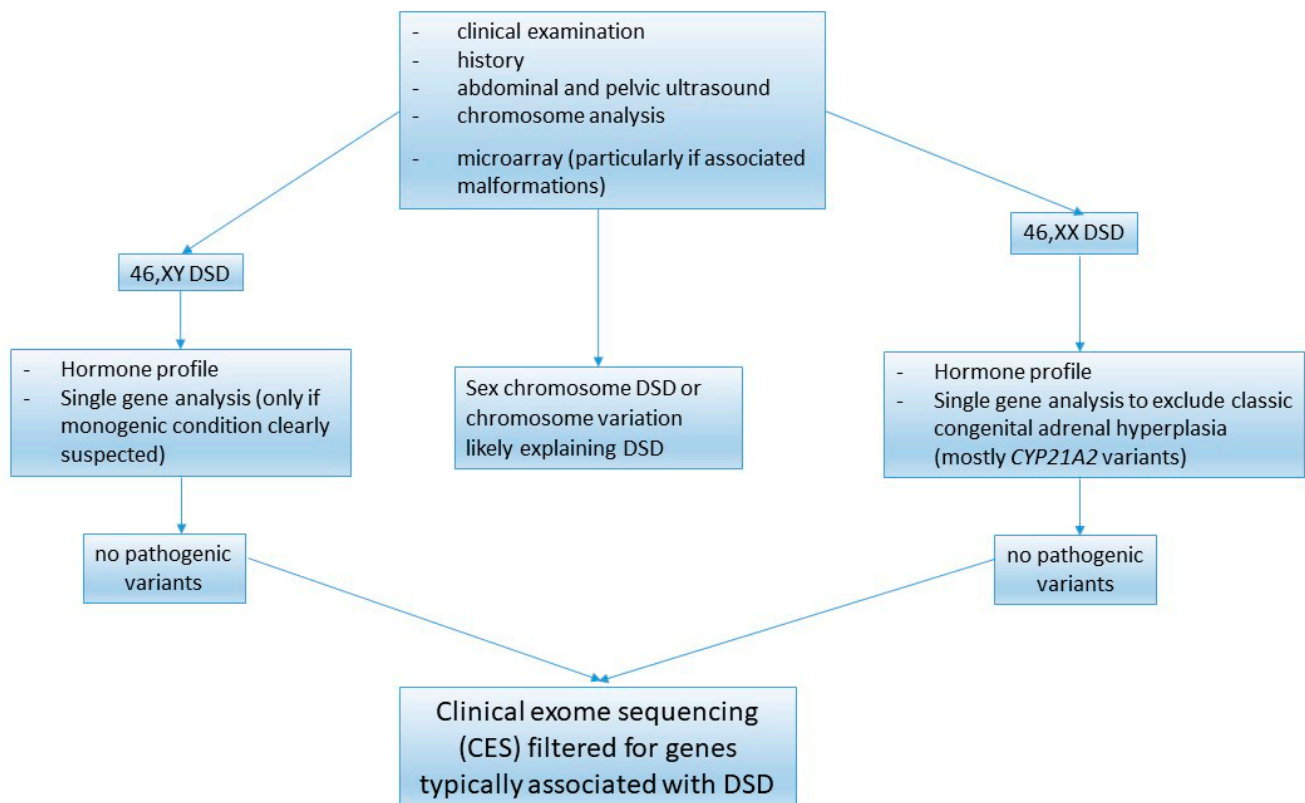 - clinical examination
- history
- abdominal and pelvic ultrasound
- chromosome analysis
- microarray (particularly if associated
malformations)
46,XY DSD
46,XX DSD
- Hormone profile
- Single gene analysis (only if
monogenic condition clearly
suspected)
Sex chromosome DSD or
chromosome variation
likely explaining DSD
- Hormone profile
- Single gene analysis to exclude classic
congenital adrenal hyperplasia
(mostly CYP21A2 variants)
no pathogenic
variants
no pathogenic
variants
Clinical exome sequencing
(CES) filtered for genes
typically associated with DSD